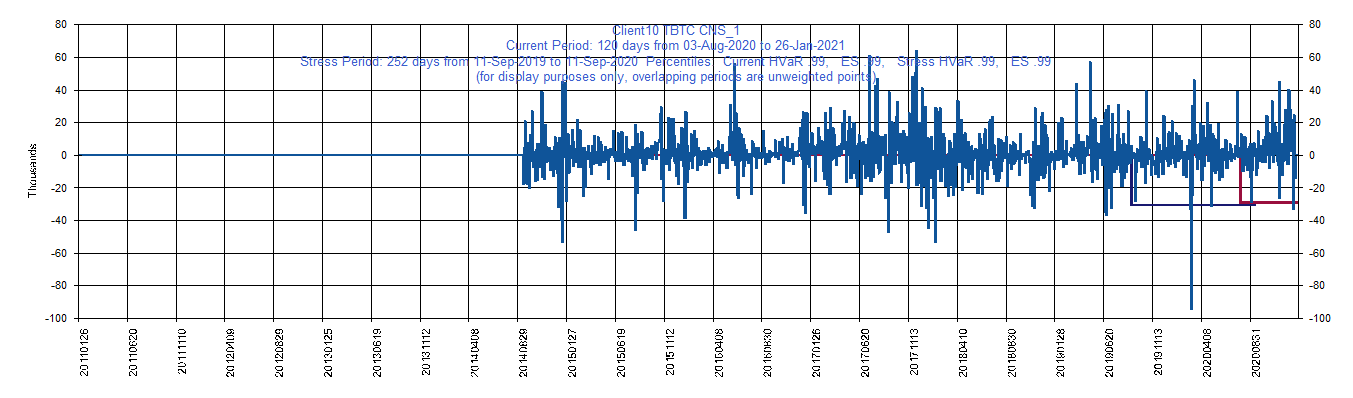 Client10 TBTC CNS_1
Current Period: 120 days from 03-Aug-2020 to 26-Jan-2021
Stress Period: 252 days from 11-Sep-2019 to 11-Sep-2020 Percentiles: Current HVaR .99, ES .99, Stress HVaR .99, ES .99
(for display purposes only, overlapping periods are unweighted points)
80 80
60 60
40 40
20 20
0 0
-20 -20
-40 -40
-60 -60
-80 -80
-100 -100
Thousands
20110126 20110620 20111110 20120409 20120829 20130125 20130619 20131112 20140408 20140829 20150127 20150619 20151112 20160408 20160830 20170126 20170620 20171113 20180410 20180830 20190128 20190620 20191113 20200408 20200831